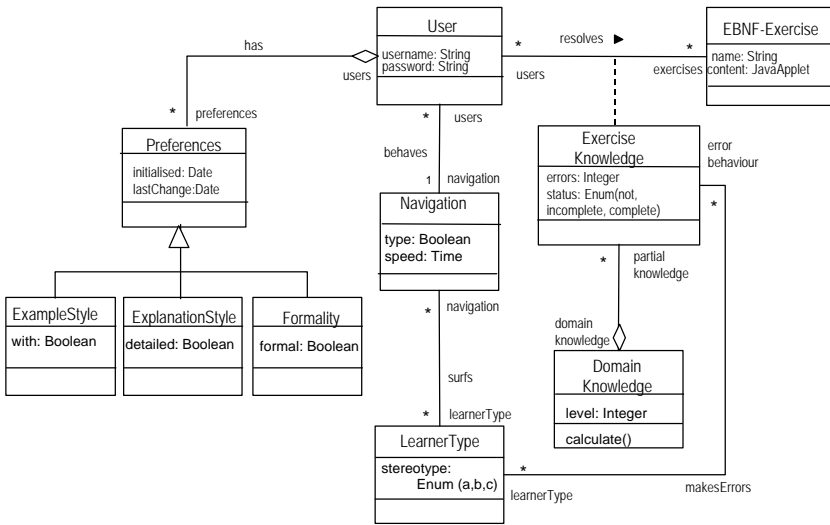 User
username: String
password: String
has
users
*
preferences
*
resolves
*
users
exercises
EBNF-Exercise
name: String
content: JavaApplet
Preferences
initialised: Date
lastChange:Date
*
users
behaves
1
navigation
Navigation
type: Boolean
speed: Time
Exercise
Knowledge
errors: Integer
status: Enum(not,
incomplete, complete)
error
behaviour
*
ExampleStyle
with: Boolean
ExplanationStyle
detailed: Boolean
Formality
formal: Boolean
*
navigation
surfs
*
learnerType
*
partial
knowledge
domain
knowledge
Domain
Knowledge
level: Integer
calculate()
LearnerType
stereotype:
Enum (a,b,c)
*
learnerType
makesErrors